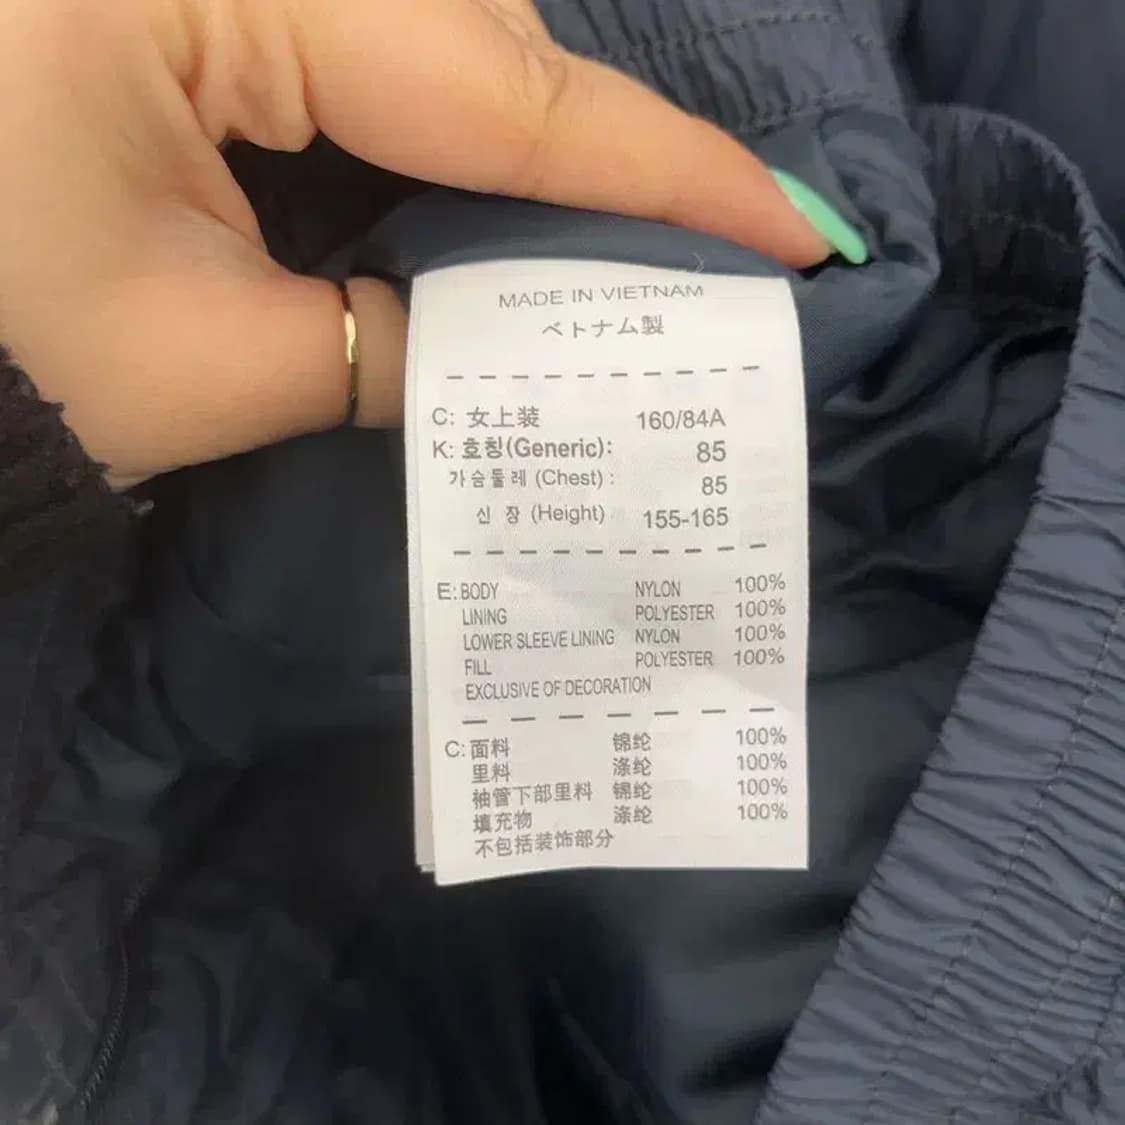 MADE IN VIETNAM
ベトナム製
C: 女上装 160/84A
K: 호칭(Generic): 85
가슴둘레 (Chest) : 85
신 장 (Height) 155-165
E: BODY NYLON 100%
LINING POLYESTER 100%
LOWER SLEEVE LINING NYLON 100%
FILL POLYESTER 100%
EXCLUSIVE OF DECORATION
C: 面料 锦纶 100%
里料 涤纶 100%
袖管下部里料 锦纶 100%
填充物 涤纶 100%
不包括装饰部分